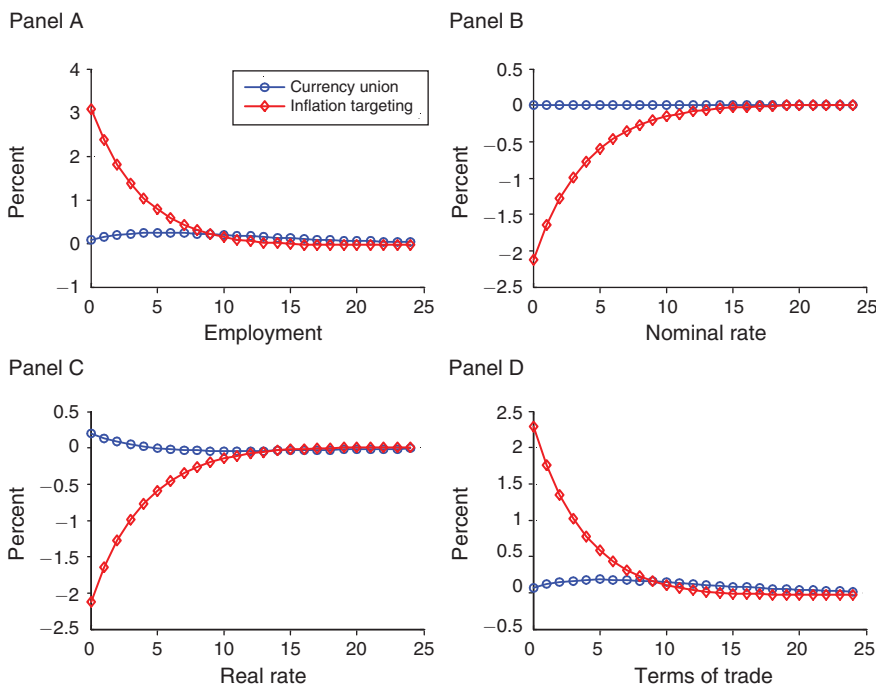 Panel A
4
3
2
1
0
−1
Percent
0 5 10 15 20 25
Employment
Currency union
Inflation targeting
Panel B
0.5
0
−0.5
−1
−1.5
−2
−2.5
Percent
0 5 10 15 20 25
Nominal rate
Panel C
0.5
0
−0.5
−1
−1.5
−2
−2.5
Percent
0 5 10 15 20 25
Real rate
Panel D
2.5
2
1.5
1
0.5
0
−0.5
Percent
0 5 10 15 20 25
Terms of trade